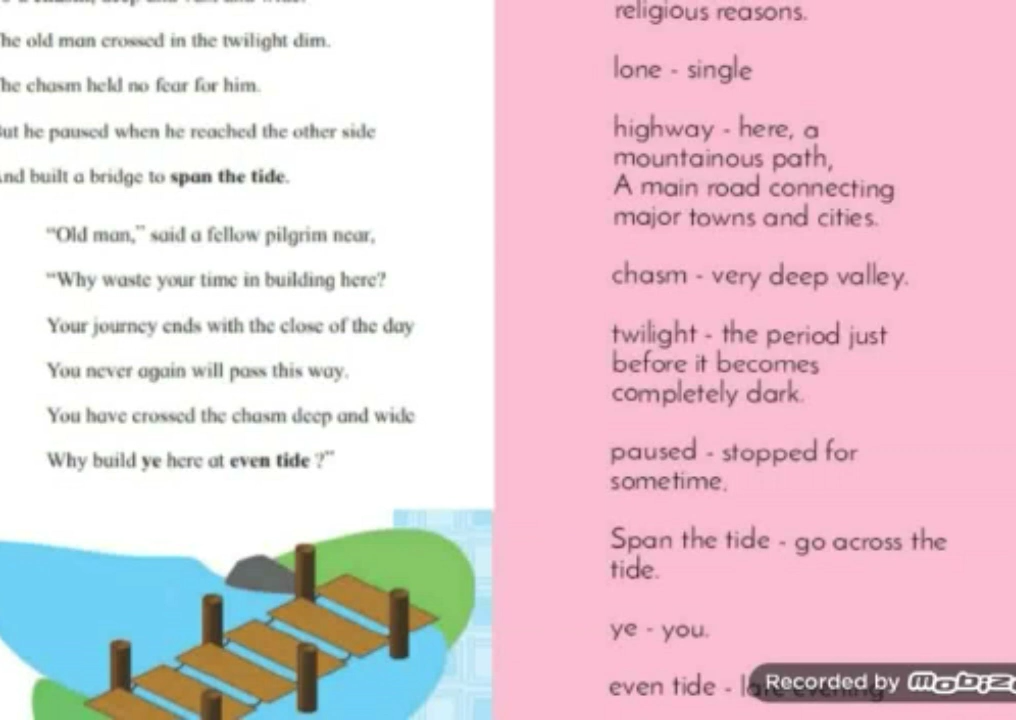 he old man crossed in the twilight dim.
he chasm held no fear for him.
ut he paused when he reached the other side
nd built a bridge to span the tide.
“Old man,” said a fellow pilgrim near,
“Why waste your time in building here?
Your journey ends with the close of the day
You never again will pass this way.
You have crossed the chasm deep and wide
Why build ye here at even tide ?”
religious reasons.
lone - single
highway - here, a
mountainous path,
A main road connecting
major towns and cities.
chasm - very deep valley.
twilight - the period just
before it becomes
completely dark.
paused - stopped for
sometime.
Span the tide - go across the
tide.
ye - you.
even tide - late evening
Recorded by